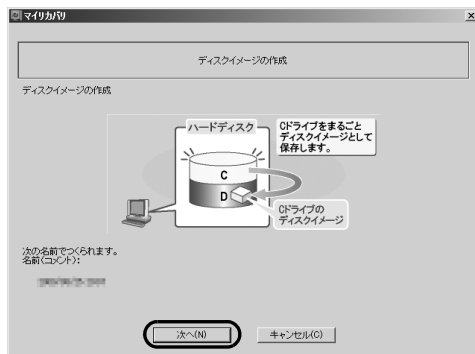 マイリカバリ
ディスクイメージの作成
ディスクイメージの作成
ハードディスク
Cドライブをまるごと
ディスクイメージとして
保存します。
C
D
Cドライブの
ディスクイメージ
次の名前でつくられます。
名前(コメント):
次へ(N)
キャンセル(C)